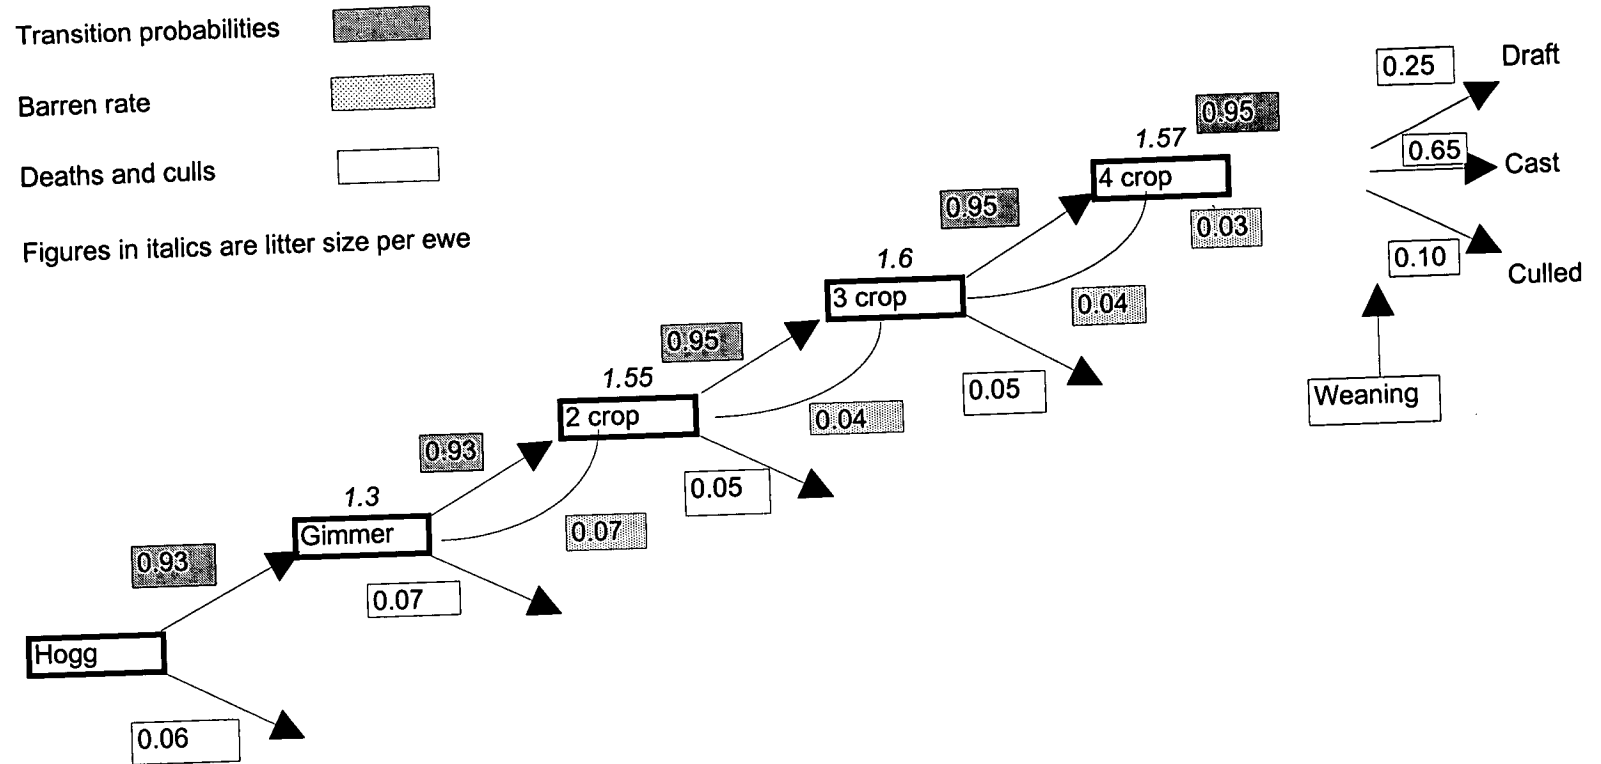 Transition probabilities
Barren rate
Deaths and culls
Figures in italics are litter size per ewe
0.25
Draft
0.95
1.57
0.65
Cast
4 crop
0.95
0.03
0.10
Culled
1.6
3 crop
0.04
0.95
0.05
Weaning
1.55
2 crop
0.04
0.93
0.05
1.3
Gimmer
0.07
0.93
0.07
Hogg
0.06